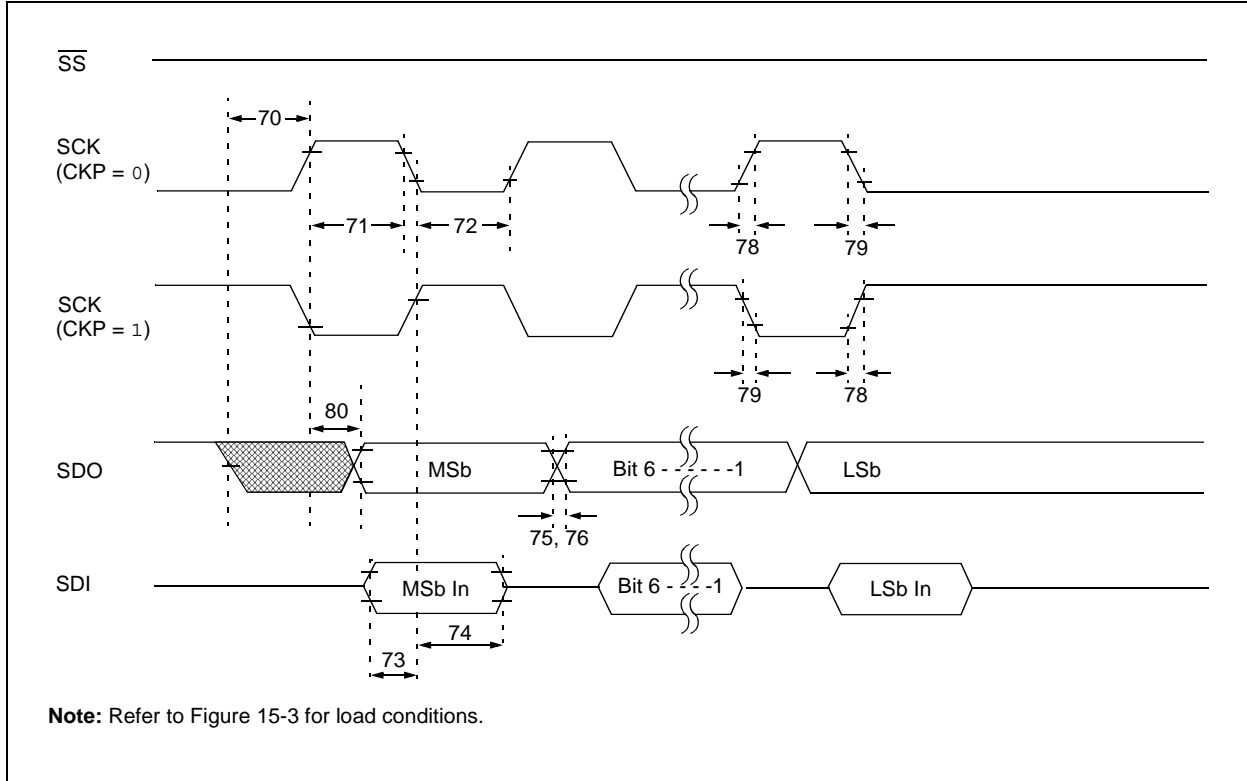 SS
70
SCK
(CKP = 0)
71
72
78
79
SCK
(CKP = 1)
79
78
80
SDO
MSb
Bit 6 - - - - - -1
LSb
75, 76
SDI
MSb In
Bit 6 - - - -1
LSb In
74
73
Note: Refer to Figure 15-3 for load conditions.